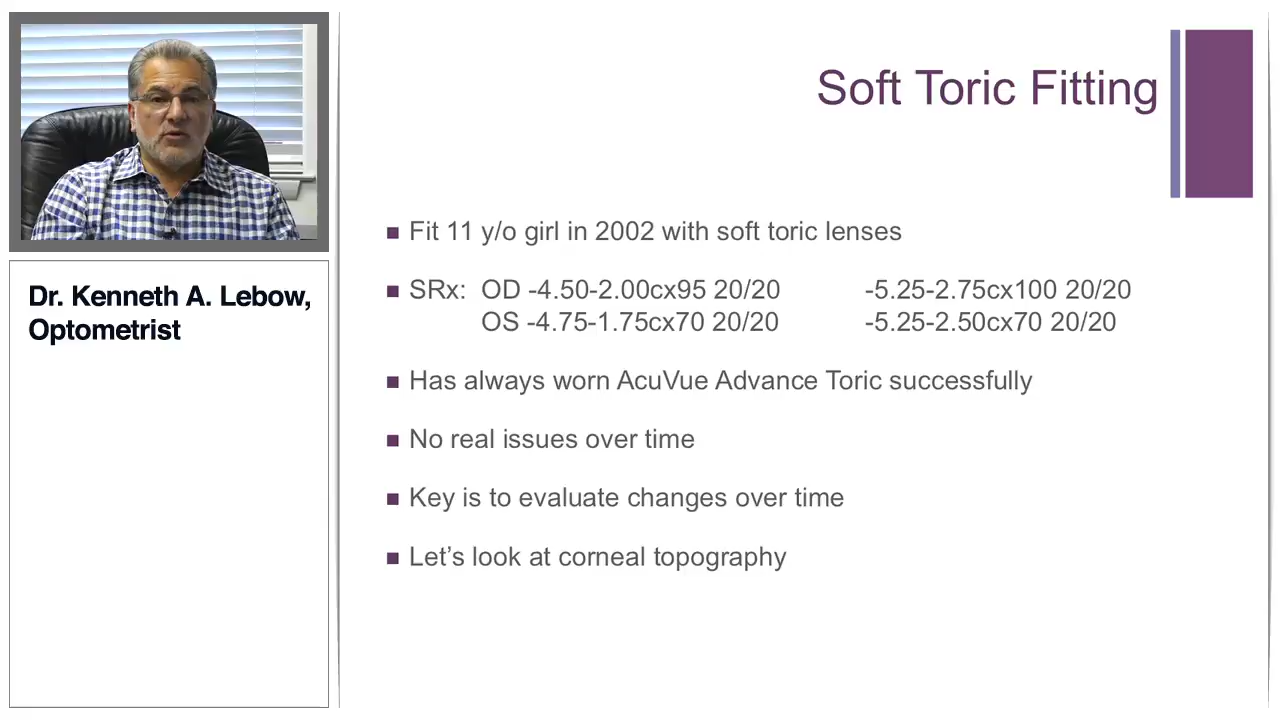 Soft Toric Fitting
Dr. Kenneth A. Lebow,
Optometrist
■ Fit 11 y/o girl in 2002 with soft toric lenses
■ SRx: OD -4.50-2.00cx95 20/20 -5.25-2.75cx100 20/20
OS -4.75-1.75cx70 20/20 -5.25-2.50cx70 20/20
■ Has always worn AcuVue Advance Toric successfully
■ No real issues over time
■ Key is to evaluate changes over time
■ Let’s look at corneal topography